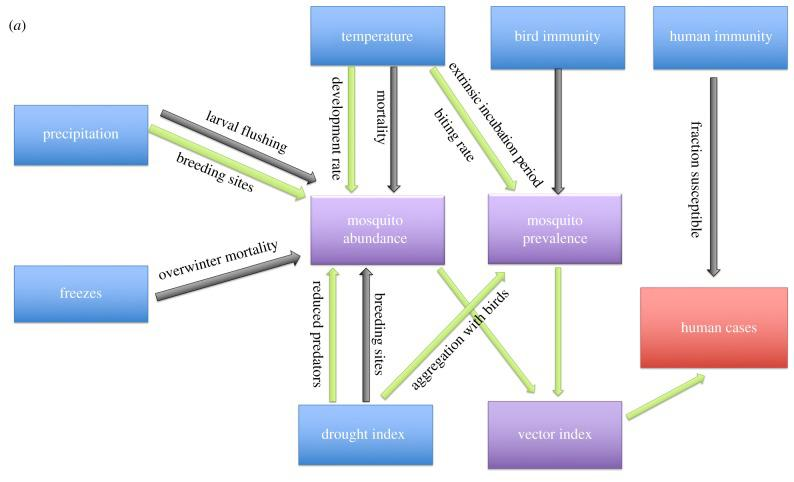 (a)
temperature
bird immunity
human immunity
precipitation
larval flushing
breeding sites
development rate
mortality
extrinsic incubation period
biting rate
fraction susceptible
mosquito
abundance
mosquito
prevalence
freezes
overwinter mortality
reduced predators
breeding sites
aggregation with birds
human cases
drought index
vector index